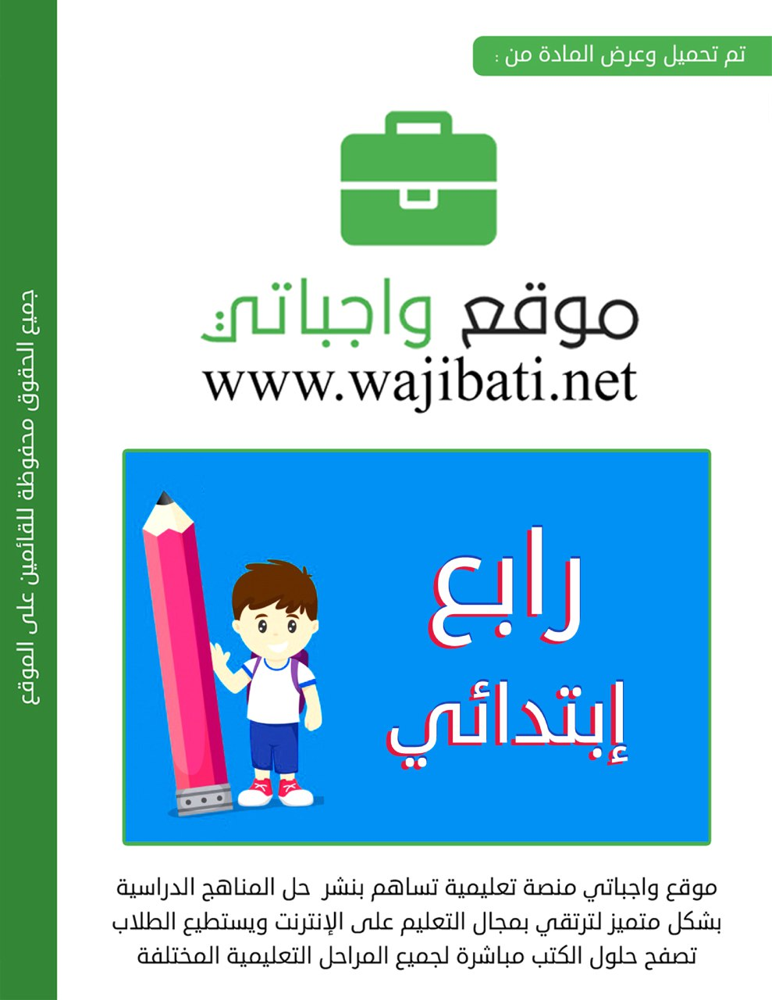 تم تحميل وعرض المادة من :
موقع واجباتي
www.wajibati.net
رابع
إبتدائي
موقع واجباتي منصة تعليمية تساهم بنشر حل المناهج الدراسية
بشكل متميز لترتقي بمجال التعليم على الإنترنت ويستطيع الطلاب
تصفح حلول الكتب مباشرة لجميع المراحل التعليمية المختلفة
جميع الحقوق محفوظة للقائمين على الموقع